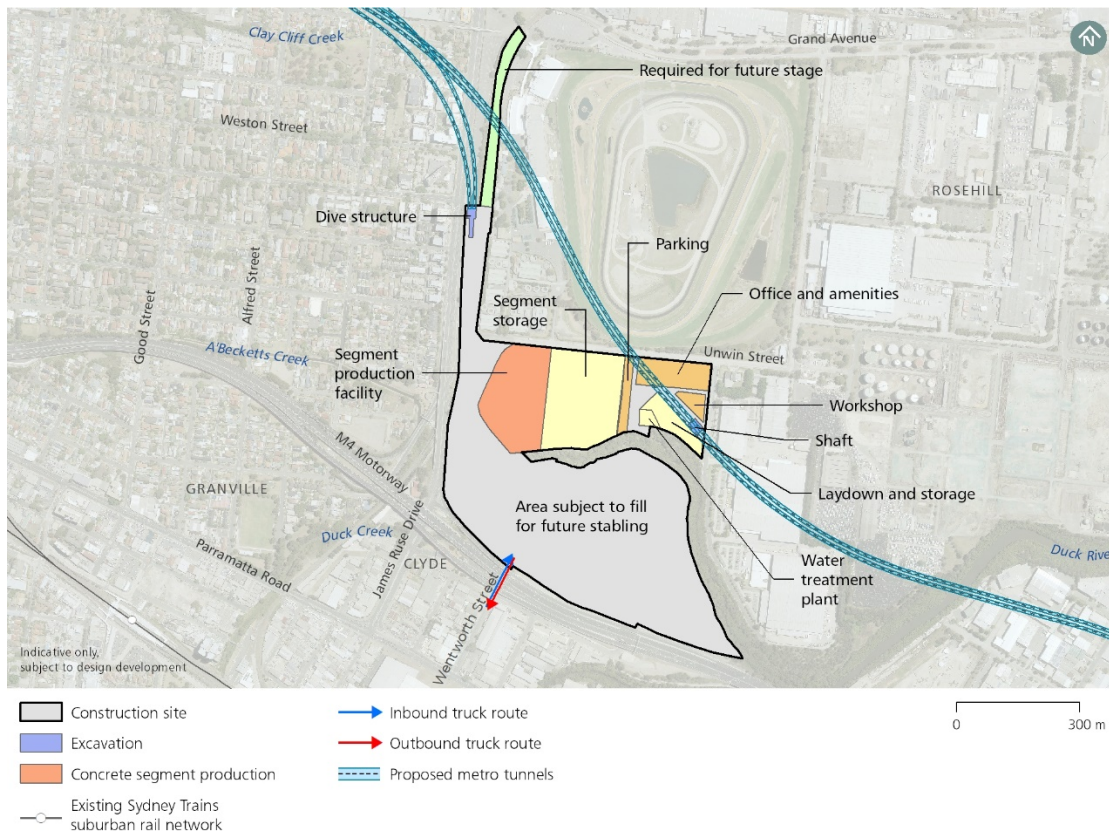 Clay Cliff Creek
Grand Avenue
N
Required for future stage
Weston Street
ROSEHILL
Dive structure
Parking
Alfred Street
Good Street
Office and amenities
Segment
storage
A'Becketts Creek
Unwin Street
Segment
production
facility
Workshop
Shaft
M4 Motorway
GRANVILLE
Laydown and storage
Area subject to fill
for future stabling
Duck Creek
James Ruse Drive
Parramatta Road
CLYDE
Duck Rive
Water
treatment
plant
Wentworth Street
Indicative only,
subject to design development
Construction site
Excavation
Concrete segment production
Existing Sydney Trains
suburban rail network
Inbound truck route
Outbound truck route
Proposed metro tunnels
0 300 m